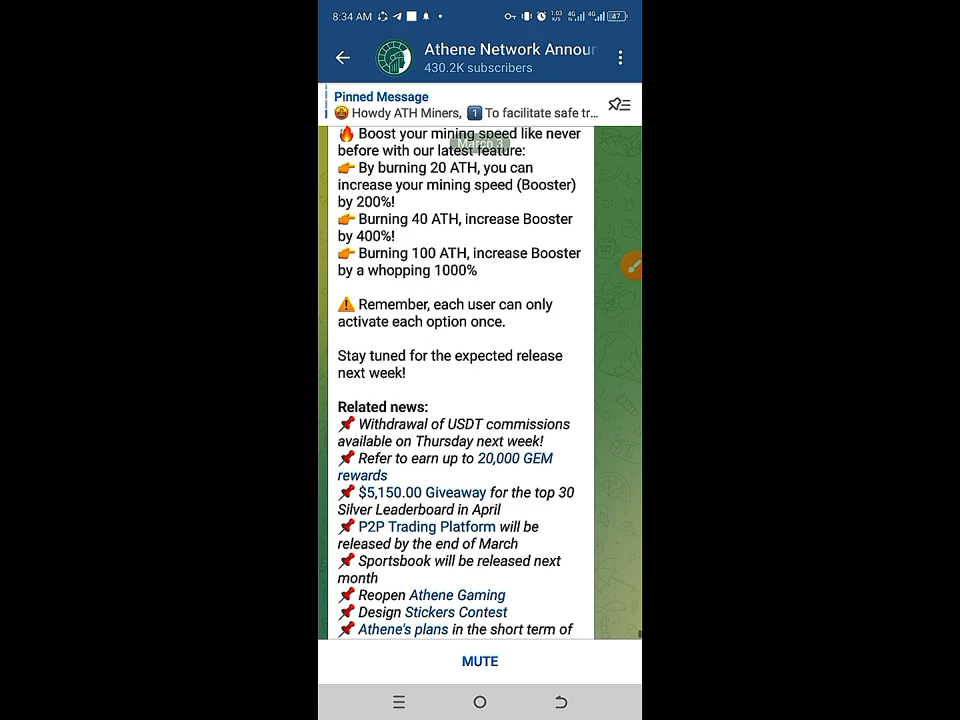 8:34 AM
1.03 K/s 4G 4G 47
Athene Network Announ
430.2K subscribers
Pinned Message
🤩 Howdy ATH Miners, 1️⃣ To facilitate safe tr...
🔥 Boost your mining speed like never
before with our latest feature:
March 3
👉 By burning 20 ATH, you can
increase your mining speed (Booster)
by 200%!
👉 Burning 40 ATH, increase Booster
by 400%!
👉 Burning 100 ATH, increase Booster
by a whopping 1000%
⚠️ Remember, each user can only
activate each option once.
Stay tuned for the expected release
next week!
Related news:
📌 Withdrawal of USDT commissions
available on Thursday next week!
📌 Refer to earn up to 20,000 GEM
rewards
📌 $5,150.00 Giveaway for the top 30
Silver Leaderboard in April
📌 P2P Trading Platform will be
released by the end of March
📌 Sportsbook will be released next
month
📌 Reopen Athene Gaming
📌 Design Stickers Contest
📌 Athene's plans in the short term of
MUTE